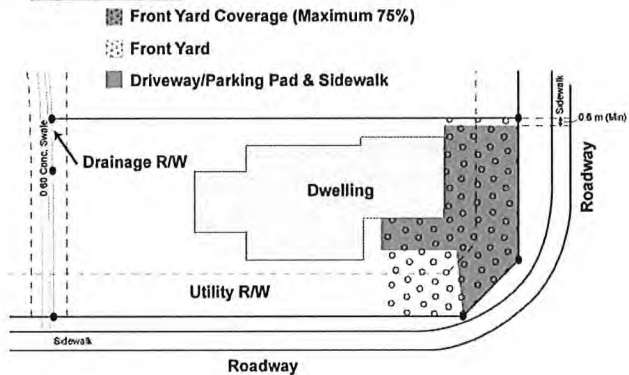 Front Yard Coverage (Maximum 75%)
Front Yard
Driveway/Parking Pad & Sidewalk
Sidewalk
0.6 m (Min)
Roadway
0.60 Conc. Swale
Drainage R/W
Dwelling
Utility R/W
Sidewalk
Roadway